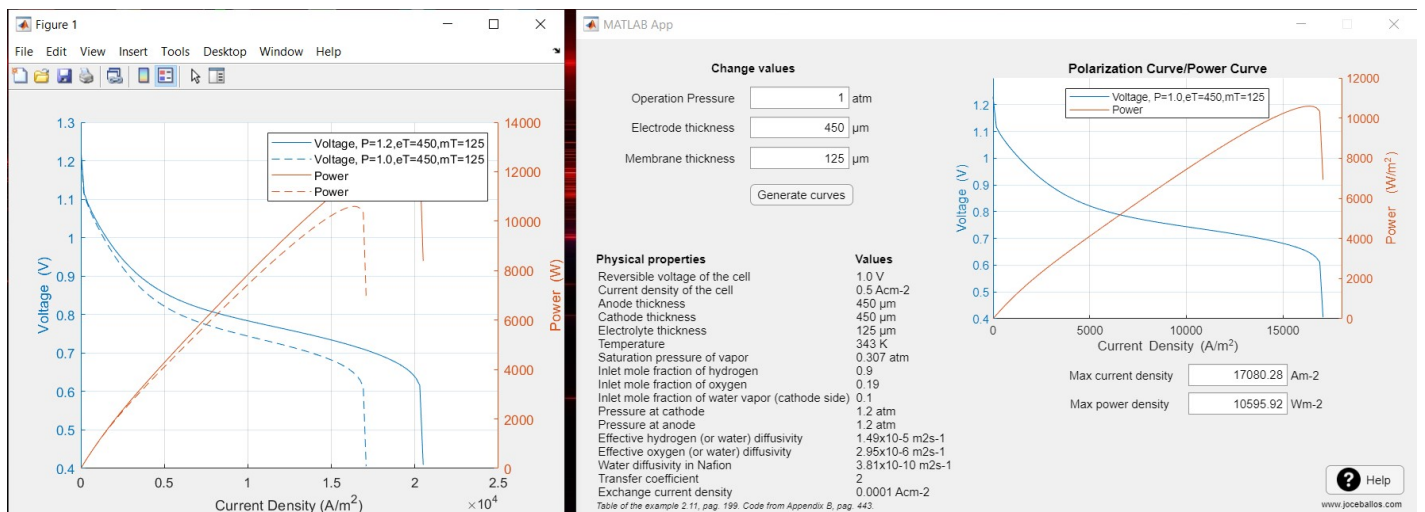 Figure 1
File Edit View Insert Tools Desktop Window Help
1.3
1.2
1.1
1
0.9
0.8
0.7
0.6
0.5
0.4
Voltage (V)
14000
12000
10000
8000
6000
4000
2000
0
Power (W)
Voltage, P=1.2,eT=450,mT=125
Voltage, P=1.0,eT=450,mT=125
Power
Power
0 0.5 1 1.5 2 2.5
Current Density (A/m²) ×10⁴
MATLAB App
Change values
Operation Pressure 1 atm
Electrode thickness 450 µm
Membrane thickness 125 µm
Generate curves
Physical properties Values
Reversible voltage of the cell 1.0 V
Current density of the cell 0.5 Acm-2
Anode thickness 450 µm
Cathode thickness 450 µm
Electrolyte thickness 125 µm
Temperature 343 K
Saturation pressure of vapor 0.307 atm
Inlet mole fraction of hydrogen 0.9
Inlet mole fraction of oxygen 0.19
Inlet mole fraction of water vapor (cathode side) 0.1
Pressure at cathode 1.2 atm
Pressure at anode 1.2 atm
Effective hydrogen (or water) diffusivity 1.49x10-5 m2s-1
Effective oxygen (or water) diffusivity 2.95x10-6 m2s-1
Water diffusivity in Nafion 3.81x10-10 m2s-1
Transfer coefficient 2
Exchange current density 0.0001 Acm-2
Table of the example 2.11, pag. 199. Code from Appendix B, pag. 443.
Polarization Curve/Power Curve
Voltage, P=1.0,eT=450,mT=125
Power
1.2
1.1
1
0.9
0.8
0.7
0.6
0.5
0.4
Voltage (V)
12000
10000
8000
6000
4000
2000
0
Power (W/m²)
0 5000 10000 15000
Current Density (A/m²)
Max current density 17080.28 Am-2
Max power density 10595.92 Wm-2
? Help
www.joceballos.com